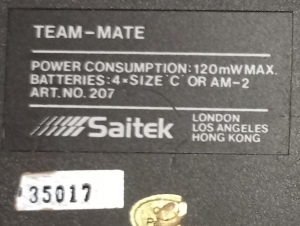 TEAM-MATE
POWER CONSUMPTION: 120mW MAX.
BATTERIES: 4×SIZE 'C' OR AM-2
ART. NO. 207
Saitek
LONDON
LOS ANGELES
HONG KONG
35017